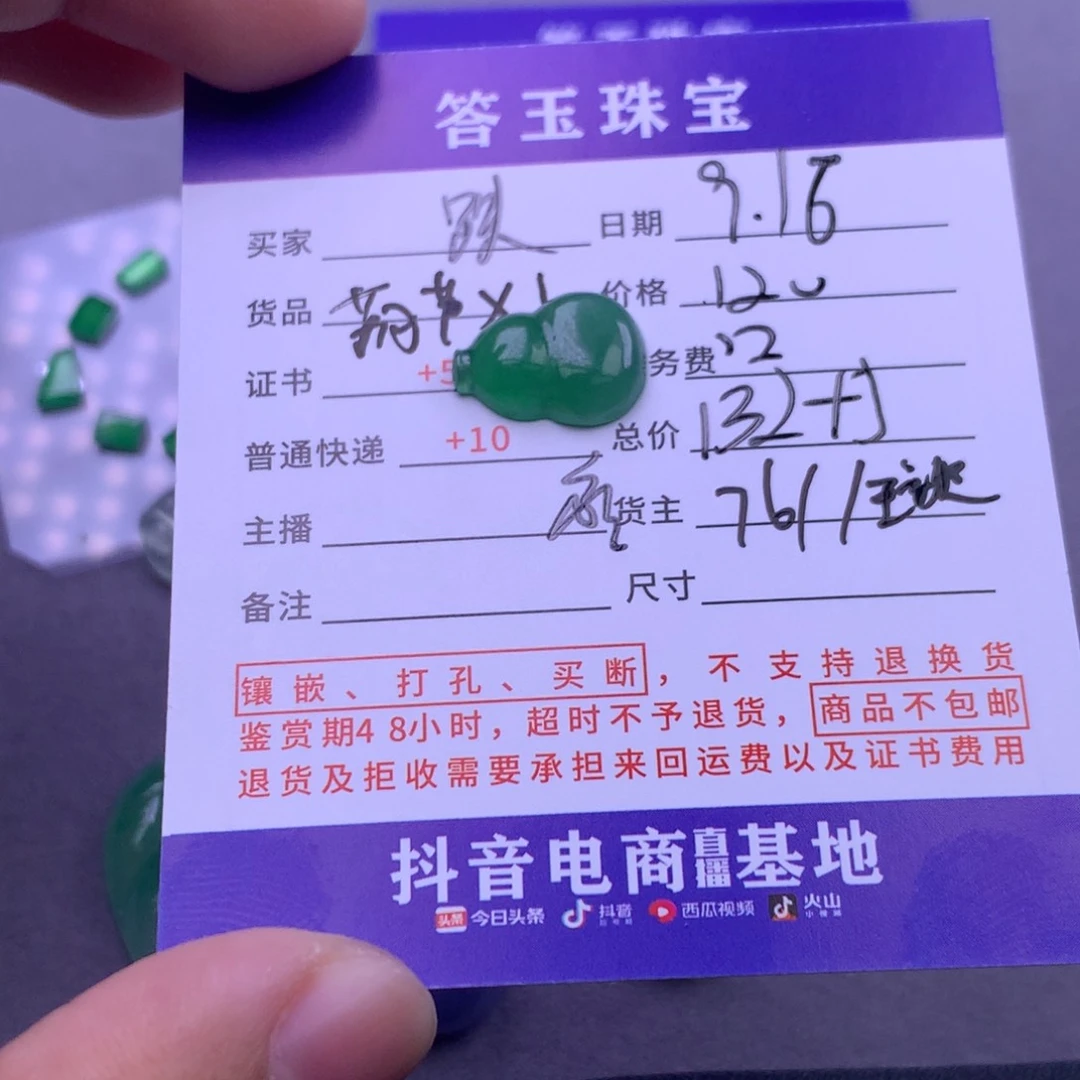 答玉珠宝
买家 日期 9.16
货品 葫芦×1 价格 120
证书 +5 务费 12
普通快递 +10 总价 132+
主播 货主 761/
备注 尺寸
镶嵌、打孔、买断，不支持退换货
鉴赏期48小时，超时不予退货，商品不包邮
退货及拒收需要承担来回运费以及证书费用
抖音电商直播基地
头条 今日头条 抖音 西瓜视频 火山